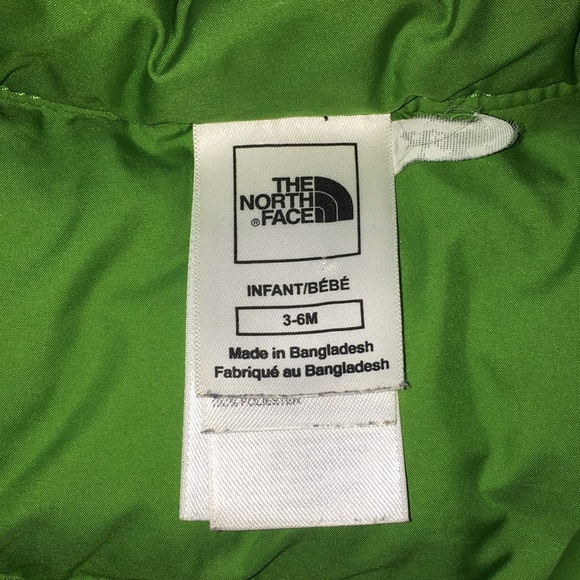 THE
NORTH
®FACE
INFANT/BÉBÉ
3-6M
Made in Bangladesh
Fabriqué au Bangladesh